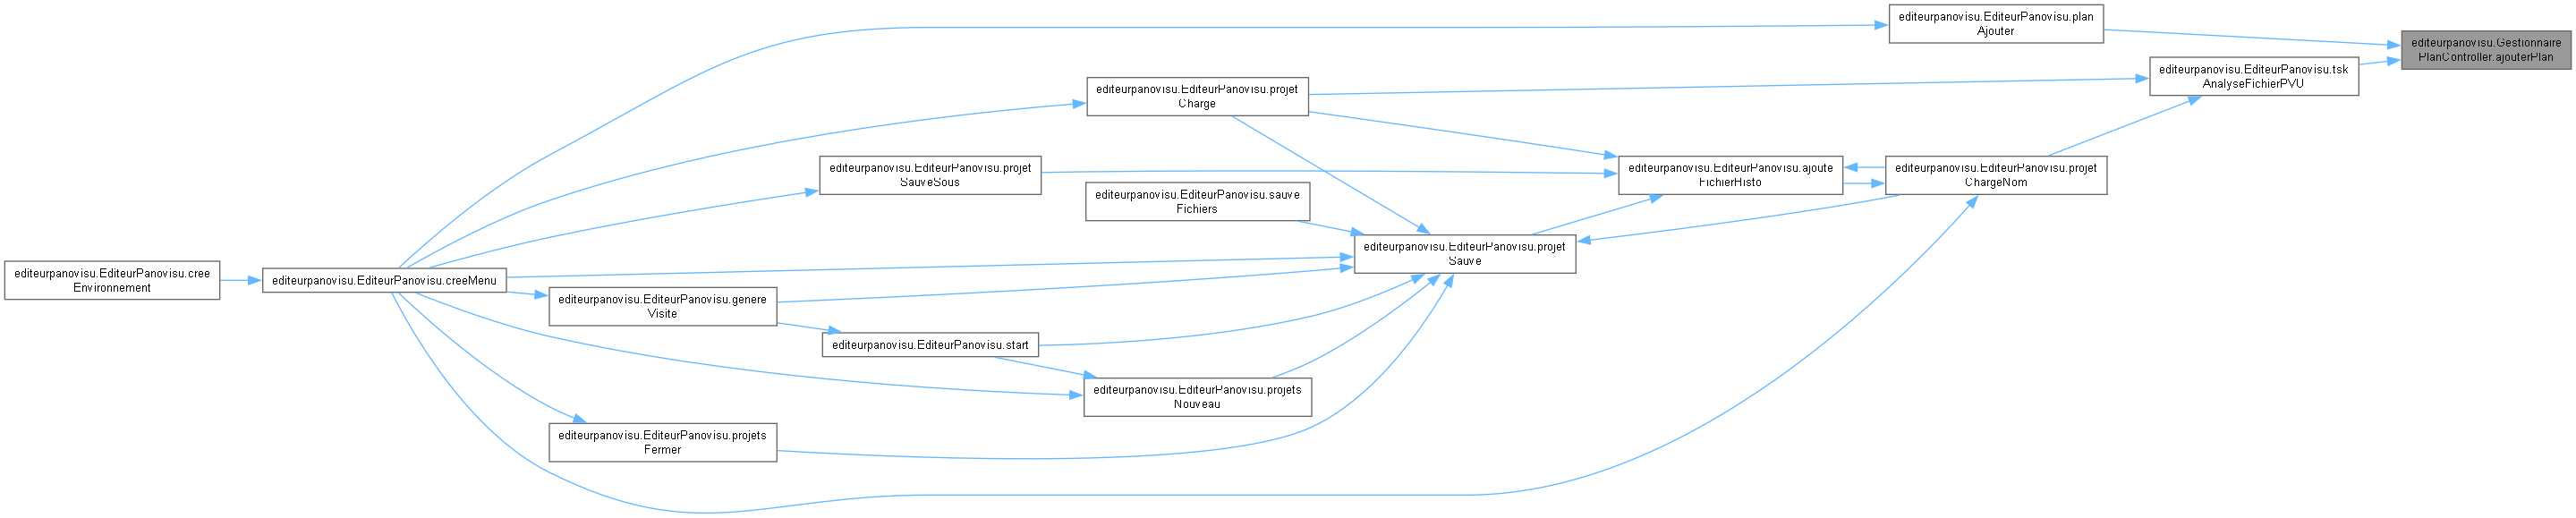 editeurpanovisu.EditeurPanovisu.plan
Ajouter
editeurpanovisu.Gestionnaire
PlanController.ajouterPlan
editeurpanovisu.EditeurPanovisu.tsk
AnalyseFichierPVU
editeurpanovisu.EditeurPanovisu.projet
Charge
editeurpanovisu.EditeurPanovisu.projet
SauveSous
editeurpanovisu.EditeurPanovisu.ajoute
FichierHisto
editeurpanovisu.EditeurPanovisu.projet
ChargeNom
editeurpanovisu.EditeurPanovisu.sauve
Fichiers
editeurpanovisu.EditeurPanovisu.projet
Sauve
editeurpanovisu.EditeurPanovisu.cree
Environnement
editeurpanovisu.EditeurPanovisu.creeMenu
editeurpanovisu.EditeurPanovisu.genere
Visite
editeurpanovisu.EditeurPanovisu.start
editeurpanovisu.EditeurPanovisu.projets
Nouveau
editeurpanovisu.EditeurPanovisu.projets
Fermer